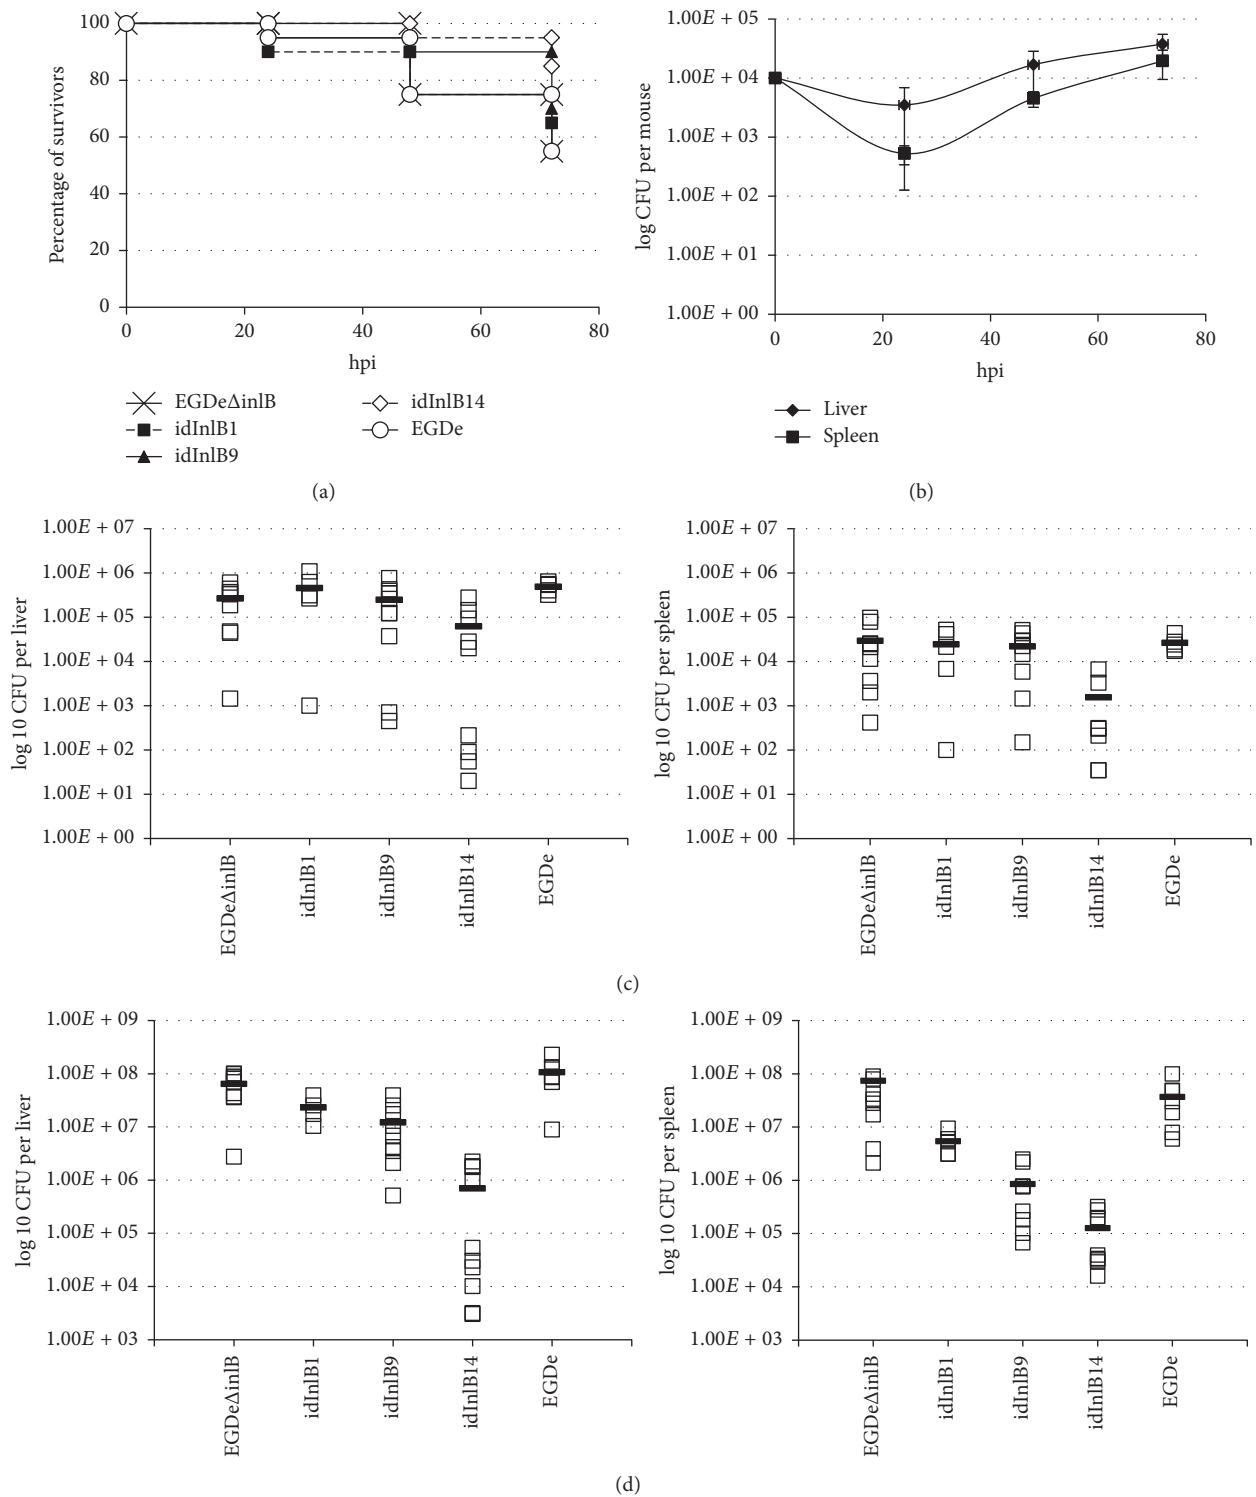 100
80
60
40
20
0
Percentage of survivors
0 20 40 60 80
hpi
EGDeΔinlB
idInlB1
idInlB9
idInlB14
EGDe
(a)
1.00E + 05
1.00E + 04
1.00E + 03
1.00E + 02
1.00E + 01
1.00E + 00
log CFU per mouse
0 20 40 60 80
hpi
Liver
Spleen
(b)
1.00E + 07
1.00E + 06
1.00E + 05
1.00E + 04
1.00E + 03
1.00E + 02
1.00E + 01
1.00E + 00
log 10 CFU per liver
EGDeΔinlB
idInlB1
idInlB9
idInlB14
EGDe
1.00E + 07
1.00E + 06
1.00E + 05
1.00E + 04
1.00E + 03
1.00E + 02
1.00E + 01
1.00E + 00
log 10 CFU per spleen
EGDeΔinlB
idInlB1
idInlB9
idInlB14
EGDe
(c)
1.00E + 09
1.00E + 08
1.00E + 07
1.00E + 06
1.00E + 05
1.00E + 04
1.00E + 03
log 10 CFU per liver
EGDeΔinlB
idInlB1
idInlB9
idInlB14
EGDe
1.00E + 09
1.00E + 08
1.00E + 07
1.00E + 06
1.00E + 05
1.00E + 04
1.00E + 03
log 10 CFU per spleen
EGDeΔinlB
idInlB1
idInlB9
idInlB14
EGDe
(d)